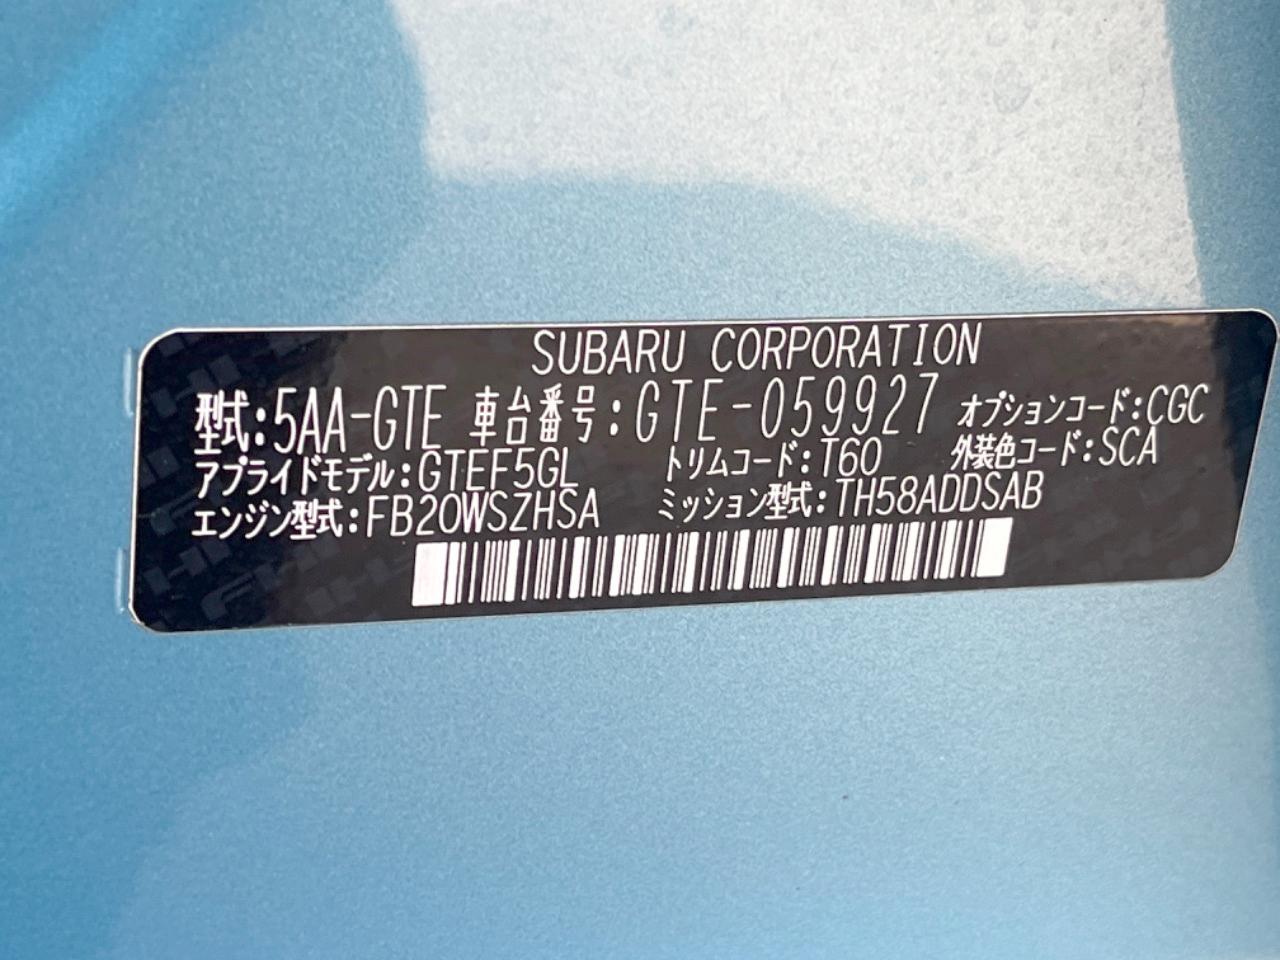 SUBARU CORPORATION
型式:5AA-GTE 車台番号:GTE-059927 オプションコード:CGC
アプライドモデル:GTEF5GL トリムコード:T60 外装色コード:SCA
エンジン型式:FB20WSZHSA ミッション型式:TH58ADDSAB